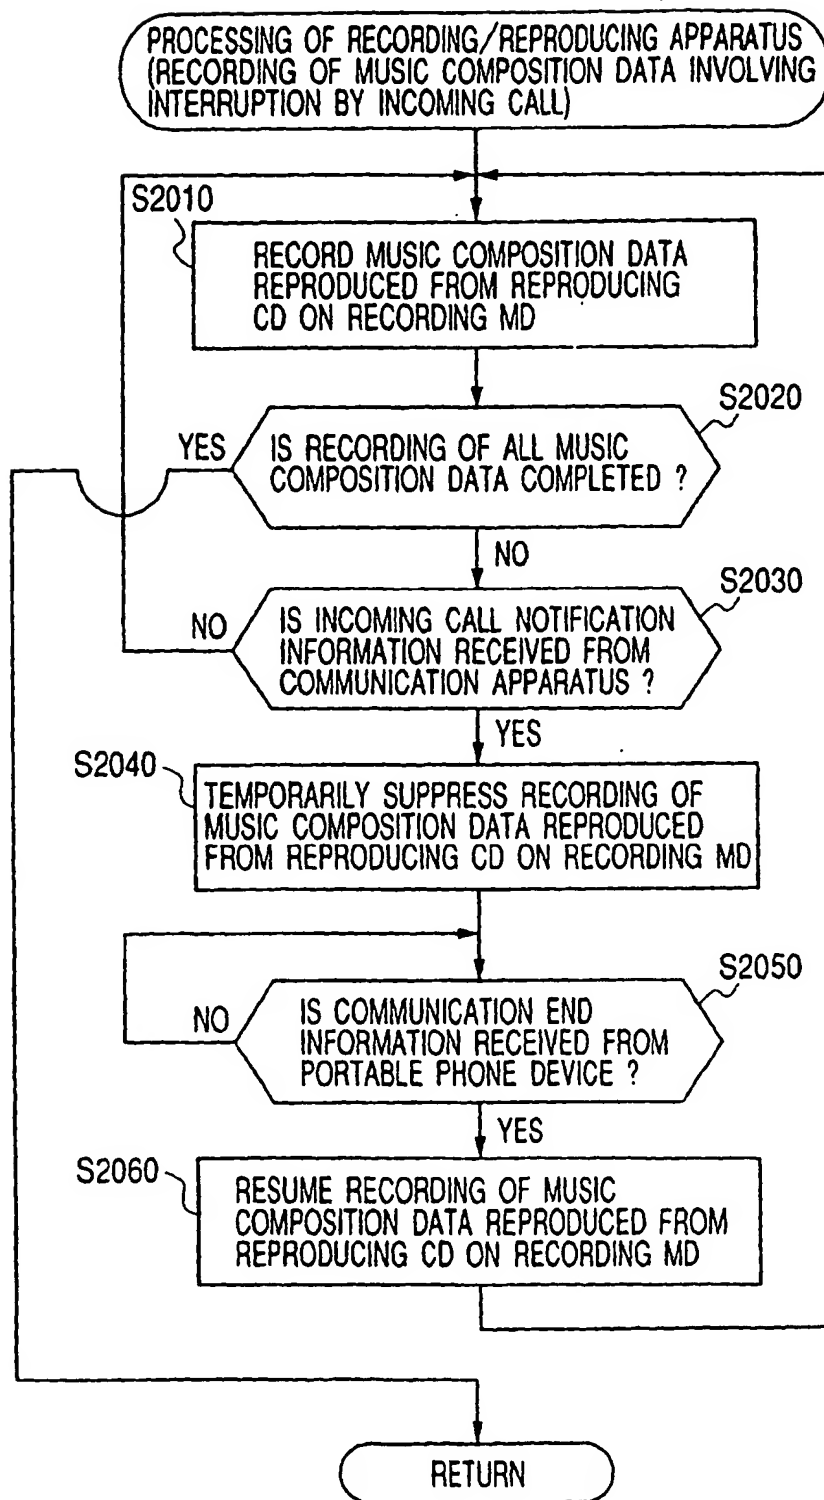 PROCESSING OF RECORDING/REPRODUCING APPARATUS
(RECORDING OF MUSIC COMPOSITION DATA INVOLVING
INTERRUPTION BY INCOMING CALL)
S2010
RECORD MUSIC COMPOSITION DATA
REPRODUCED FROM REPRODUCING
CD ON RECORDING MD
S2020
YES
IS RECORDING OF ALL MUSIC
COMPOSITION DATA COMPLETED ?
NO
S2030
NO
IS INCOMING CALL NOTIFICATION
INFORMATION RECEIVED FROM
COMMUNICATION APPARATUS ?
YES
S2040
TEMPORARILY SUPPRESS RECORDING OF
MUSIC COMPOSITION DATA REPRODUCED
FROM REPRODUCING CD ON RECORDING MD
S2050
NO
IS COMMUNICATION END
INFORMATION RECEIVED FROM
PORTABLE PHONE DEVICE ?
YES
S2060
RESUME RECORDING OF MUSIC
COMPOSITION DATA REPRODUCED FROM
REPRODUCING CD ON RECORDING MD
RETURN